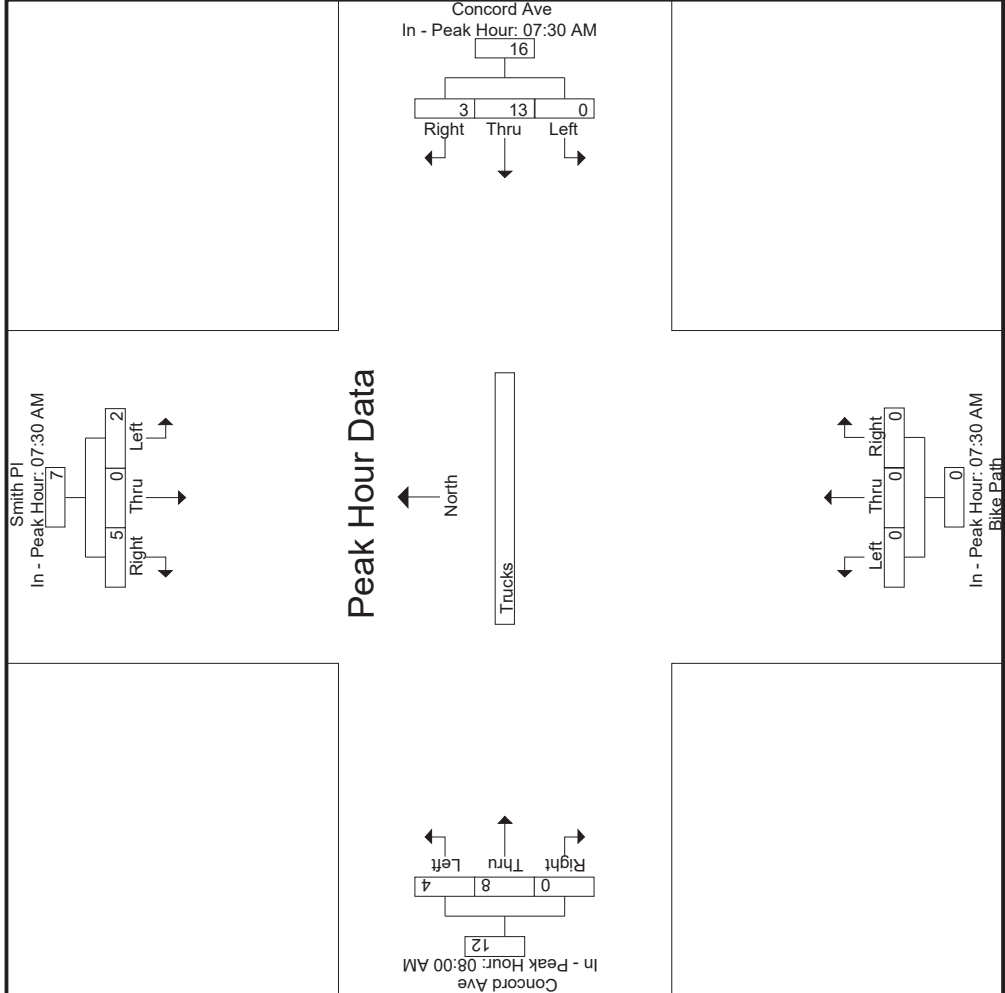 Concord Ave
In - Peak Hour: 07:30 AM
16
3 13 0
Right Thru Left
Smith Pl
In - Peak Hour: 07:30 AM
7
5 0 2
Right Thru Left
Peak Hour Data
North
Trucks
Left Thru Right
0 0 0
0
In - Peak Hour: 07:30 AM
Bike Path
Right Thru Left
0 8 4
12
In - Peak Hour: 08:00 AM
Concord Ave